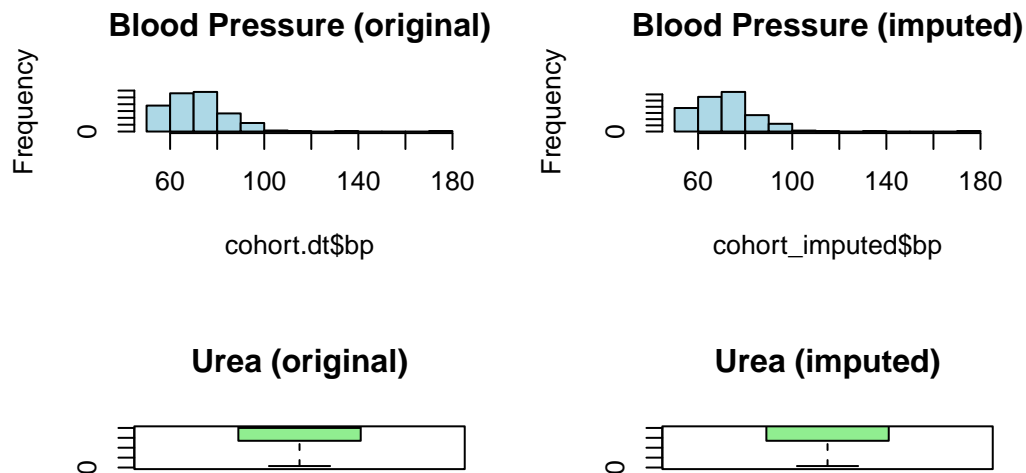 Blood Pressure (original)
Frequency
0
60 100 140 180
cohort.dt$bp
Blood Pressure (imputed)
Frequency
0
60 100 140 180
cohort_imputed$bp
Urea (original)
0
Urea (imputed)
0